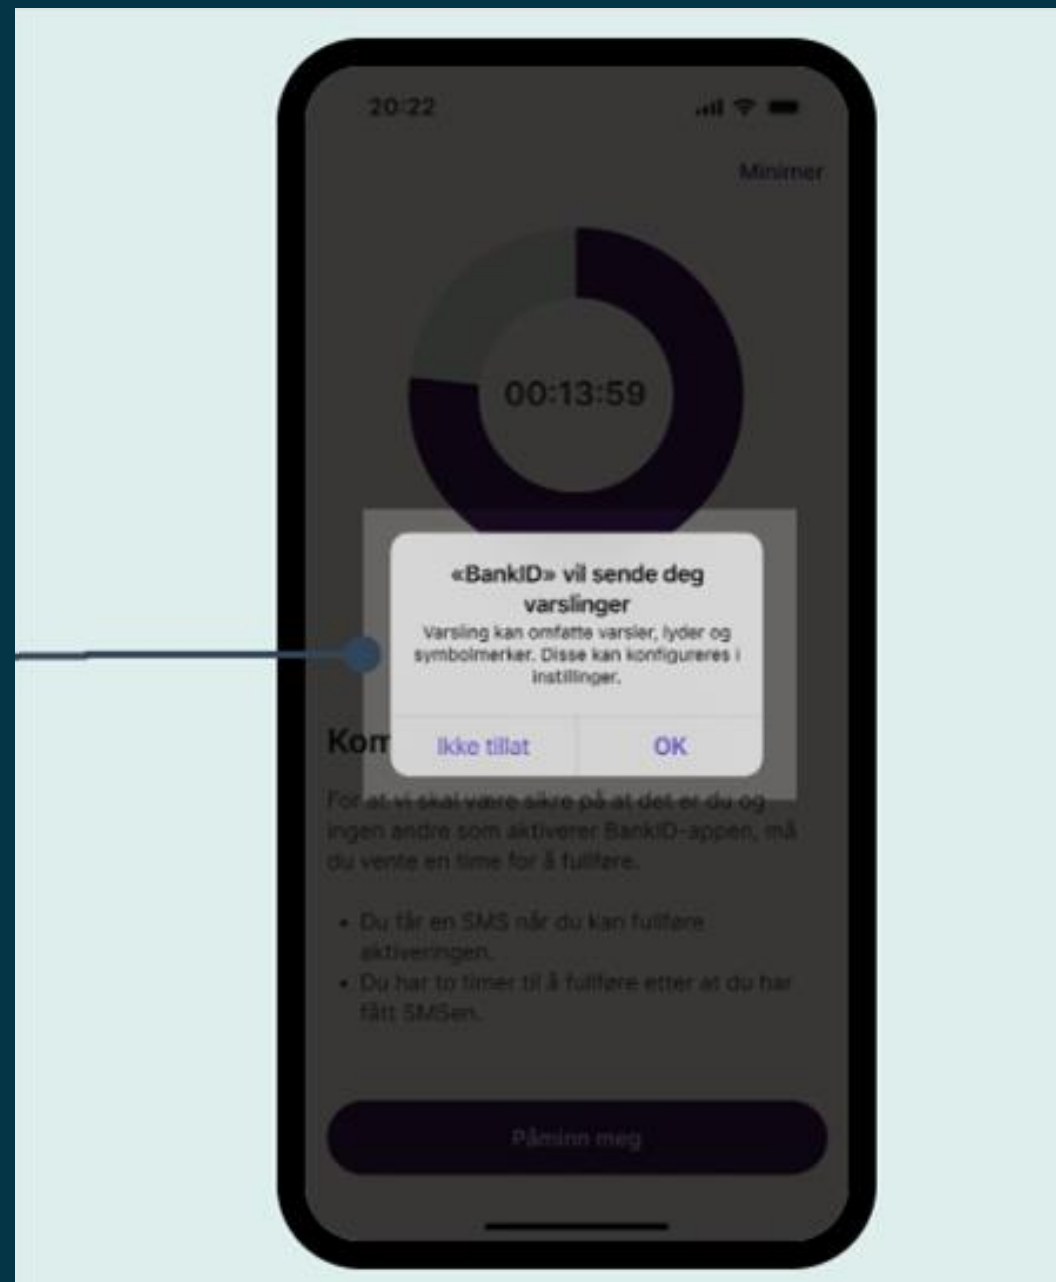 20:22
Minimer
00:13:59
«BankID» vil sende deg
varslinger
Varsling kan omfatte varsler, lyder og
symbolmerker. Disse kan konfigureres i
instillinger.
Ikke tillat
OK
For at vi skal være sikre på at det er du og
ingen andre som aktiverer BankID-appen, må
du vente en time for å fullføre.
• Du får en SMS når du kan fullføre
aktiveringen.
• Du har to timer til å fullføre etter at du har
fått SMSen.
Påminn meg